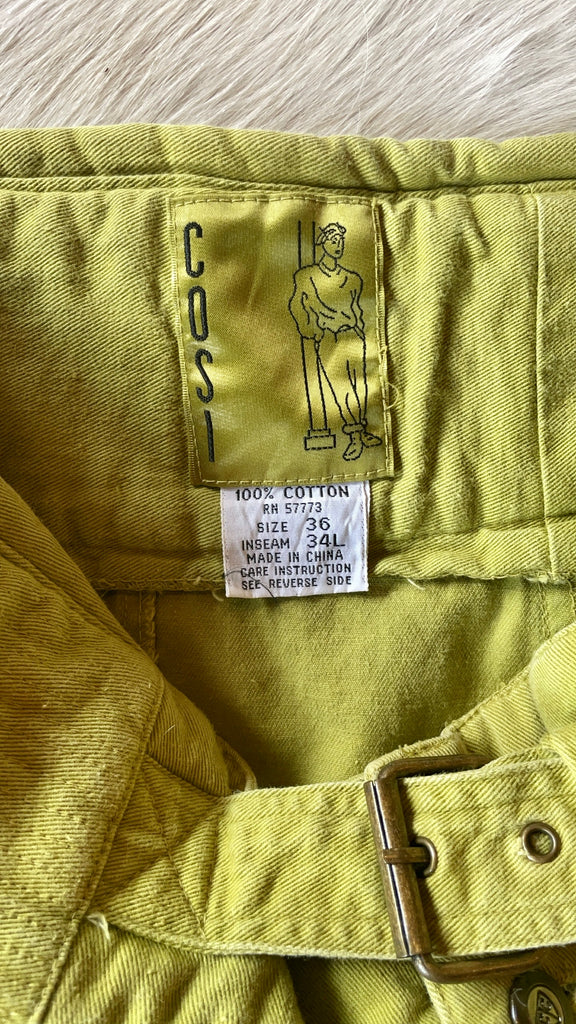 COSI
100% COTTON
RN 57773
SIZE 36
INSEAM 34L
MADE IN CHINA
CARE INSTRUCTION
SEE REVERSE SIDE